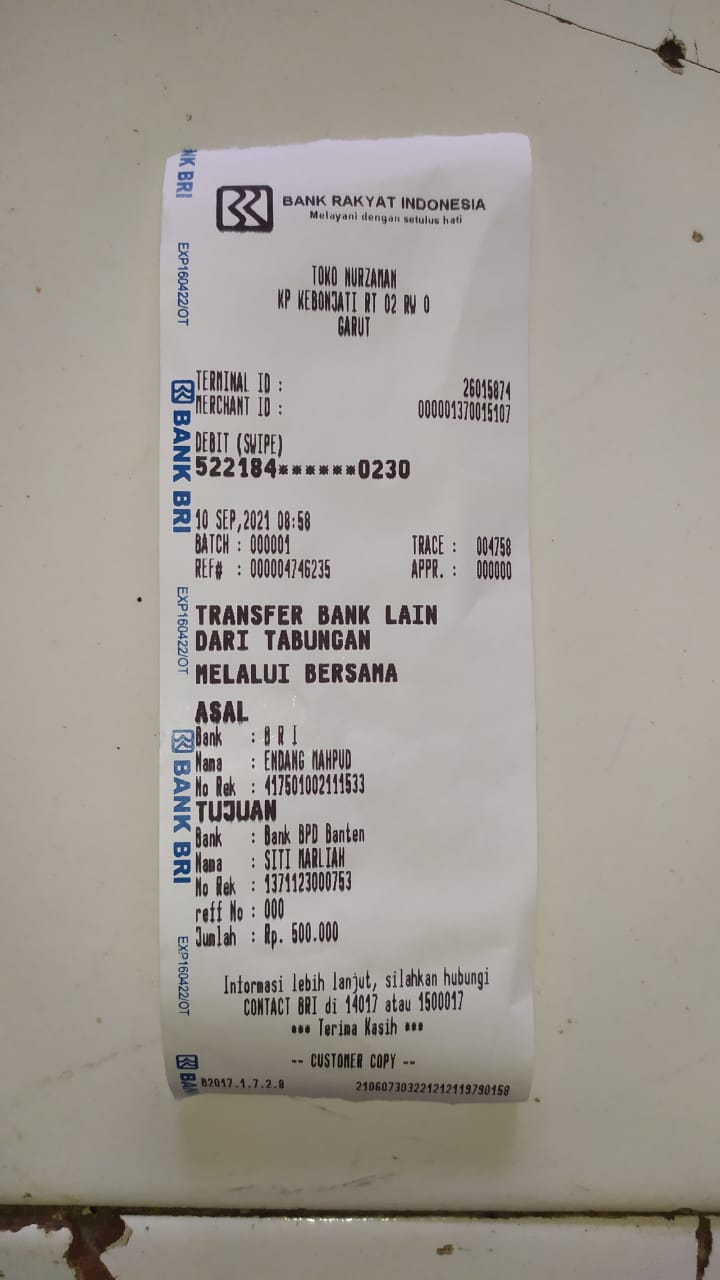 BANK RAKYAT INDONESIA
Melayani dengan setulus hati
TOKO NURZAMAN
KP KEBONJATI RT 02 RW 0
GARUT
TERMINAL ID : 26015874
MERCHANT ID : 000001370015107
DEBIT (SWIPE)
522184******0230
10 SEP,2021 08:58
BATCH : 000001 TRACE : 004758
REF# : 000004746235 APPR. : 000000
TRANSFER BANK LAIN
DARI TABUNGAN
MELALUI BERSAMA
ASAL
Bank : B R I
Nama : ENDANG MAHPUD
No Rek : 417501002111533
TUJUAN
Bank : Bank BPD Banten
Nama : SITI MARLIAH
No Rek : 1371123000753
reff No : 000
Jumlah : Rp. 500.000
Informasi lebih lanjut, silahkan hubungi
CONTACT BRI di 14017 atau 1500017
*** Terima Kasih ***
-- CUSTOMER COPY --
B2017.1.7.2.8 210607303221212119790158
NK BRI
EXP160422/OT
BANK BRI
EXP160422/OT
BANK BRI
EXP160422/OT
BAN